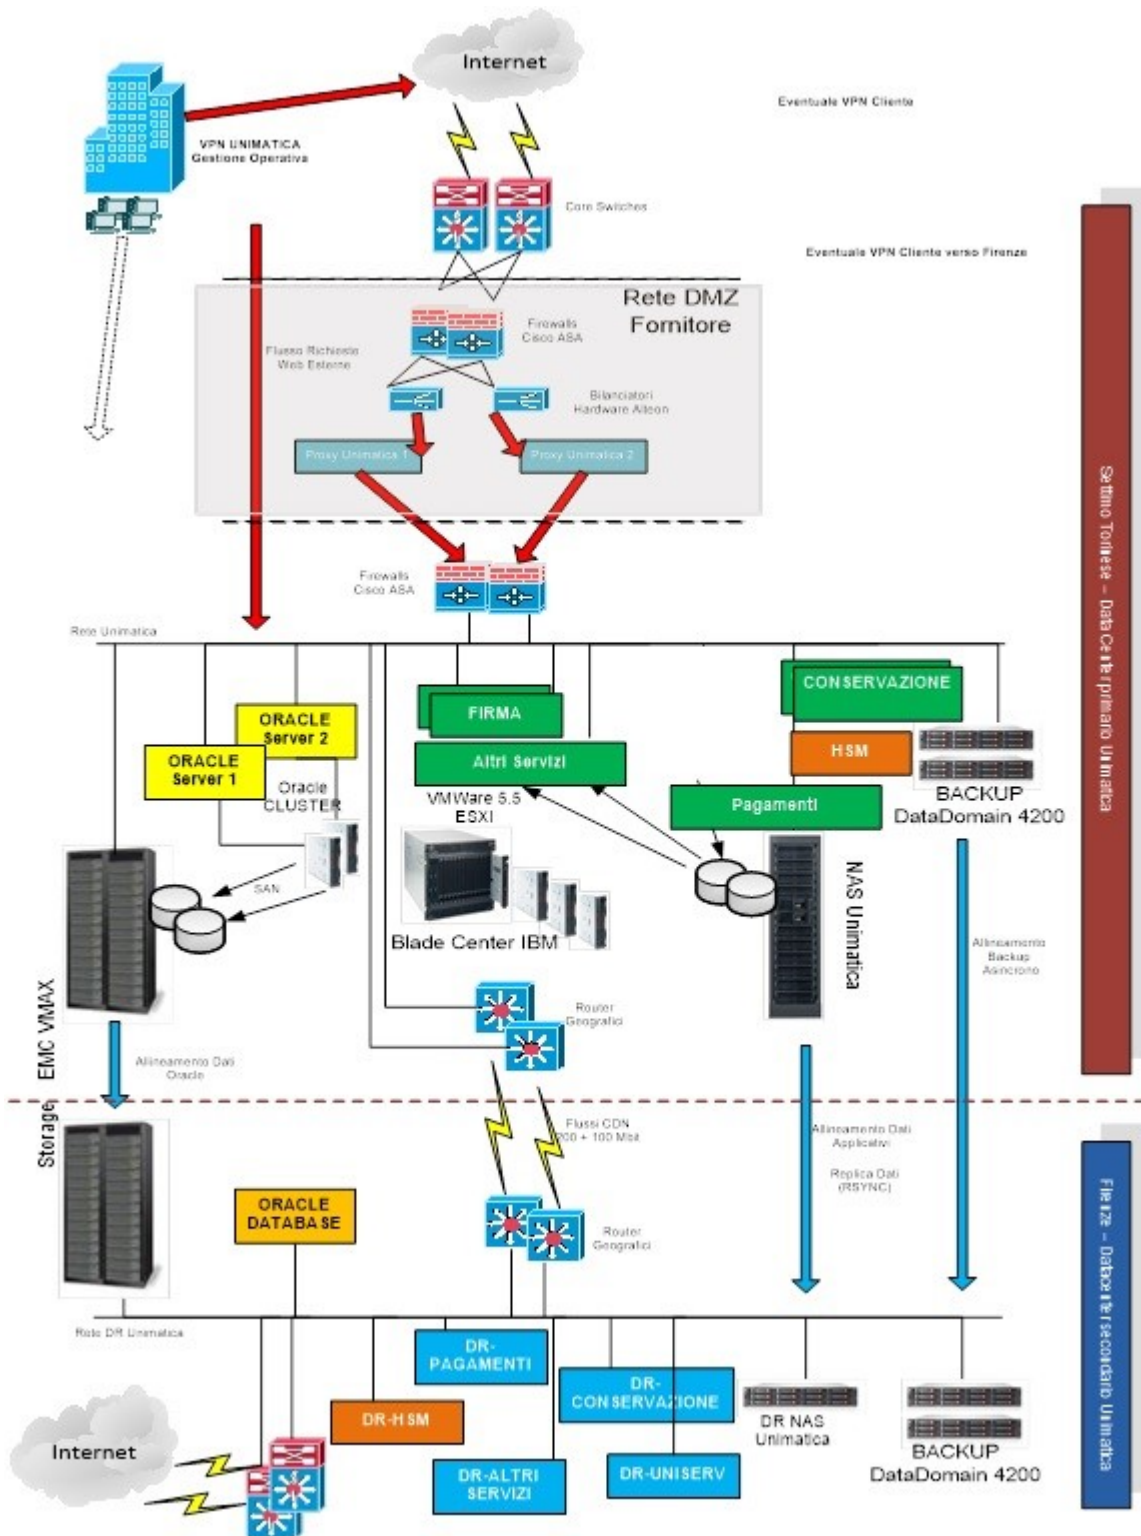 Internet
Eventuale VPN Cliente
VPN UNIMATICA
Gestione Operativa
Core Switches
Eventuale VPN Cliente verso Firenze
Rete DMZ
Fornitore
Firewalls
Cisco ASA
Flusso Richieste
Web Esterne
Bilanciatori
Hardware Alteon
Proxy Unimatica 1
Proxy Unimatica 2
Settimo Torinese – Data Center primario Unimatica
Firewalls
Cisco ASA
Rete Unimatica
CONSERVAZIONE
FIRMA
ORACLE
Server 2
ORACLE
Server 1
HSM
Altri Servizi
Oracle
CLUSTER
VMWare 5.5
ESXI
Pagamenti
BACKUP
DataDomain 4200
SAN
NAS Unimatica
Blade Center IBM
Allineamento
Backup
Asincrono
EMC VMAX
Router
Geografici
Allineamento Dati
Oracle
Storage
Flussi CDN
200 + 100 Mbit
Allineamento Dati
Applicativi
Replica Dati
(RSYNC)
Firenze – Datacenter secondario Unimatica
ORACLE
DATABASE
Router
Geografici
Rete DR Unimatica
DR-
PAGAMENTI
DR-
CONSERVAZIONE
DR-HSM
DR NAS
Unimatica
Internet
BACKUP
DataDomain 4200
DR-ALTRI
SERVIZI
DR-UNISERV